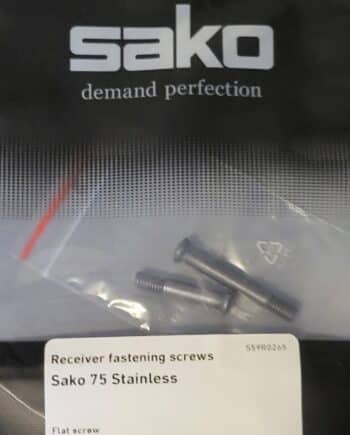 sako
demand perfection
Receiver fastening screws
S59R0265
Sako 75 Stainless
Flat screw